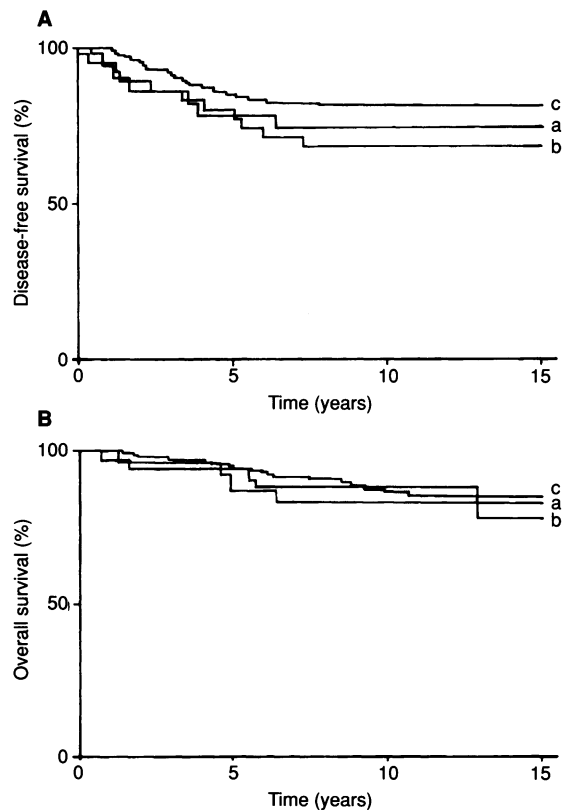 A
100
50
0
Disease-free survival (%)
c
a
b
0 5 10 15
Time (years)
B
100
50
0
Overall survival (%)
c
a
b
0 5 10 15
Time (years)